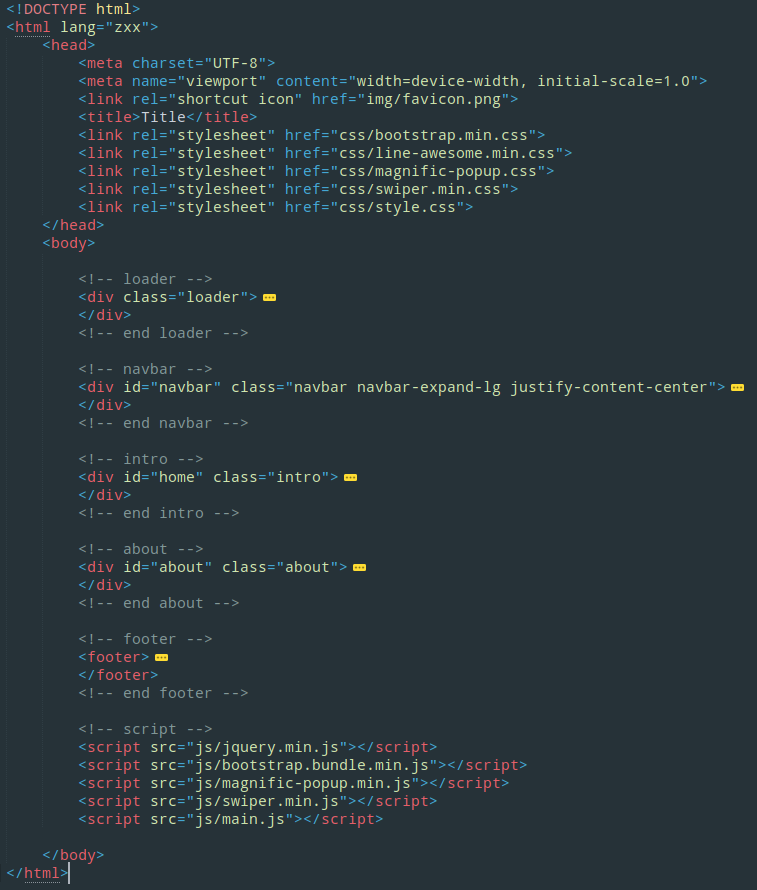 <!DOCTYPE html>
<html lang="zxx">
    <head>
        <meta charset="UTF-8">
        <meta name="viewport" content="width=device-width, initial-scale=1.0">
        <link rel="shortcut icon" href="img/favicon.png">
        <title>Title</title>
        <link rel="stylesheet" href="css/bootstrap.min.css">
        <link rel="stylesheet" href="css/line-awesome.min.css">
        <link rel="stylesheet" href="css/magnific-popup.css">
        <link rel="stylesheet" href="css/swiper.min.css">
        <link rel="stylesheet" href="css/style.css">
    </head>
    <body>

        <!-- loader -->
        <div class="loader">
        </div>
        <!-- end loader -->

        <!-- navbar -->
        <div id="navbar" class="navbar navbar-expand-lg justify-content-center">
        </div>
        <!-- end navbar -->

        <!-- intro -->
        <div id="home" class="intro">
        </div>
        <!-- end intro -->

        <!-- about -->
        <div id="about" class="about">
        </div>
        <!-- end about -->

        <!-- footer -->
        <footer>
        </footer>
        <!-- end footer -->

        <!-- script -->
        <script src="js/jquery.min.js"></script>
        <script src="js/bootstrap.bundle.min.js"></script>
        <script src="js/magnific-popup.min.js"></script>
        <script src="js/swiper.min.js"></script>
        <script src="js/main.js"></script>

    </body>
</html>